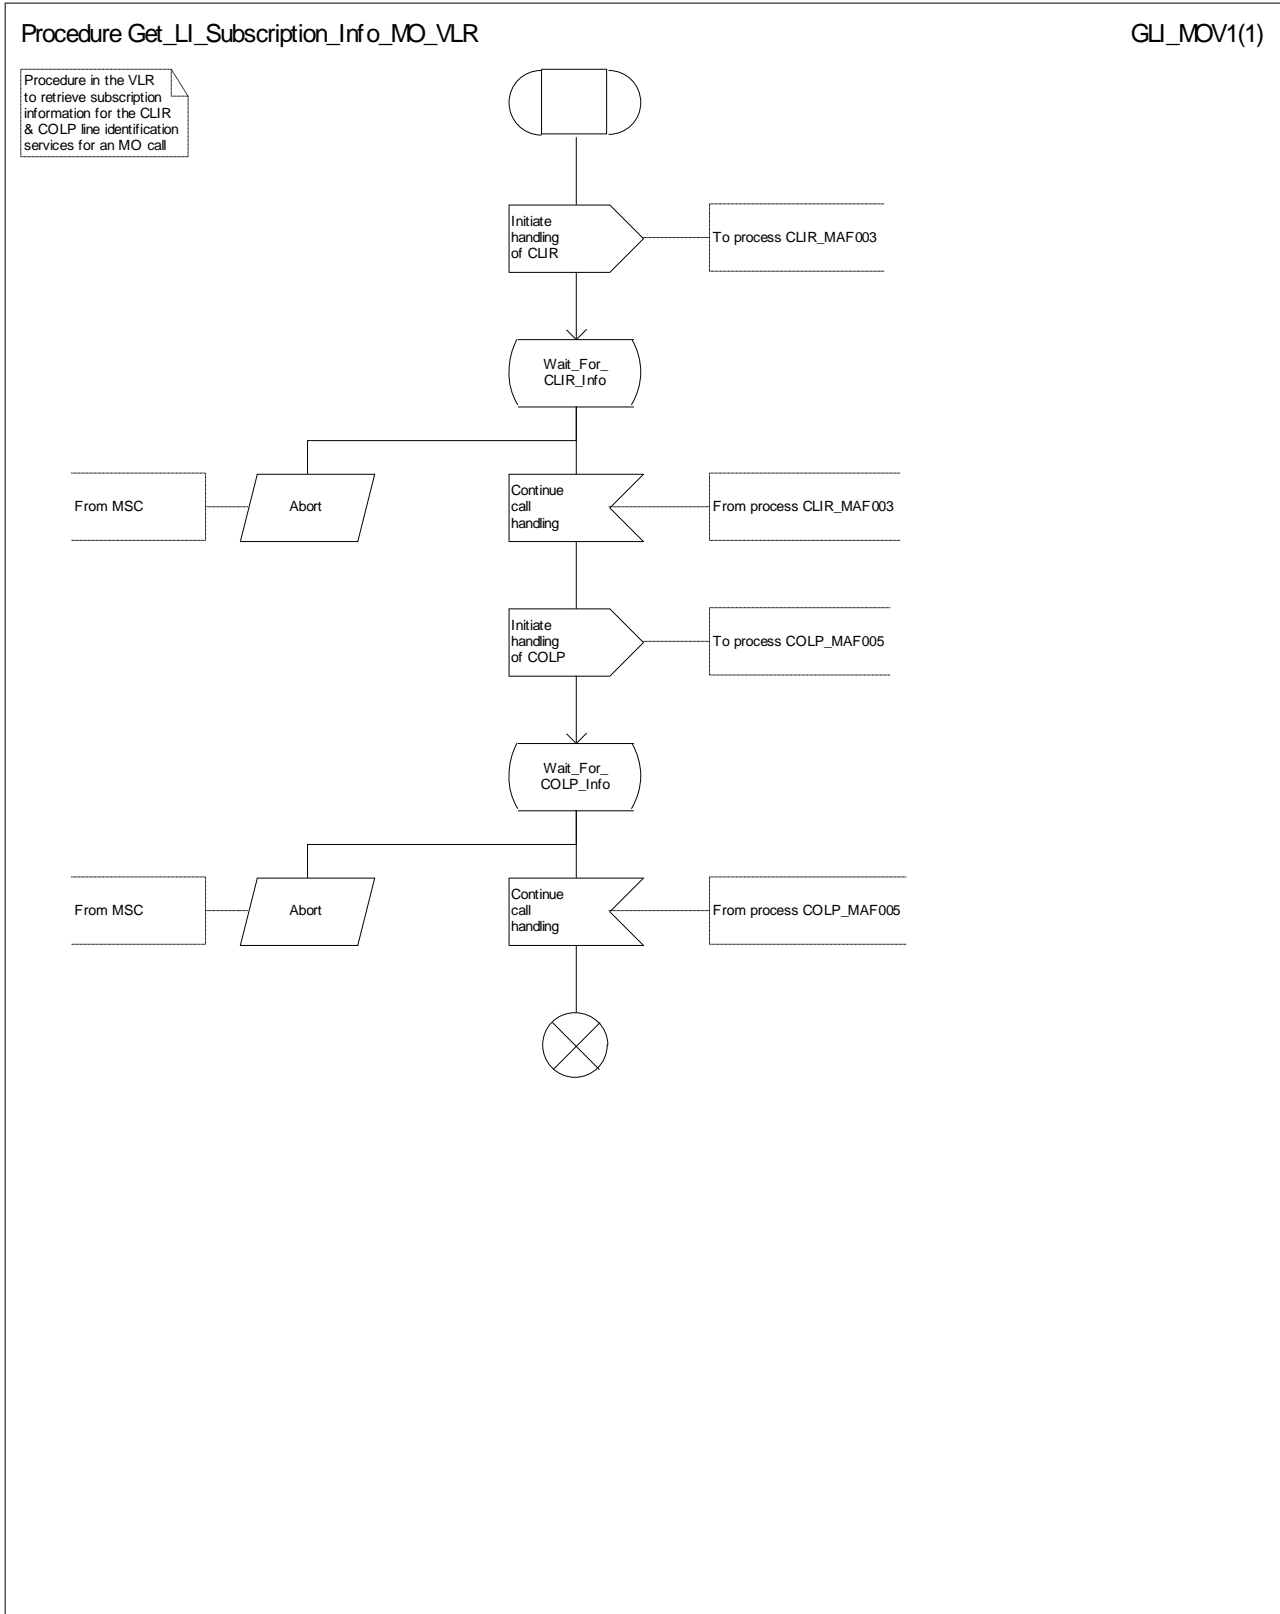 Procedure Get_LI_Subscription_Info_MO_VLR
GLI_MOV1(1)
Procedure in the VLR
to retrieve subscription
information for the CLIR
& COLP line identification
services for an MO call
Initiate
handling
of CLIR
To process CLIR_MAF003
Wait_For_
CLIR_Info
From MSC
Abort
Continue
call
handling
From process CLIR_MAF003
Initiate
handling
of COLP
To process COLP_MAF005
Wait_For_
COLP_Info
From MSC
Abort
Continue
call
handling
From process COLP_MAF005